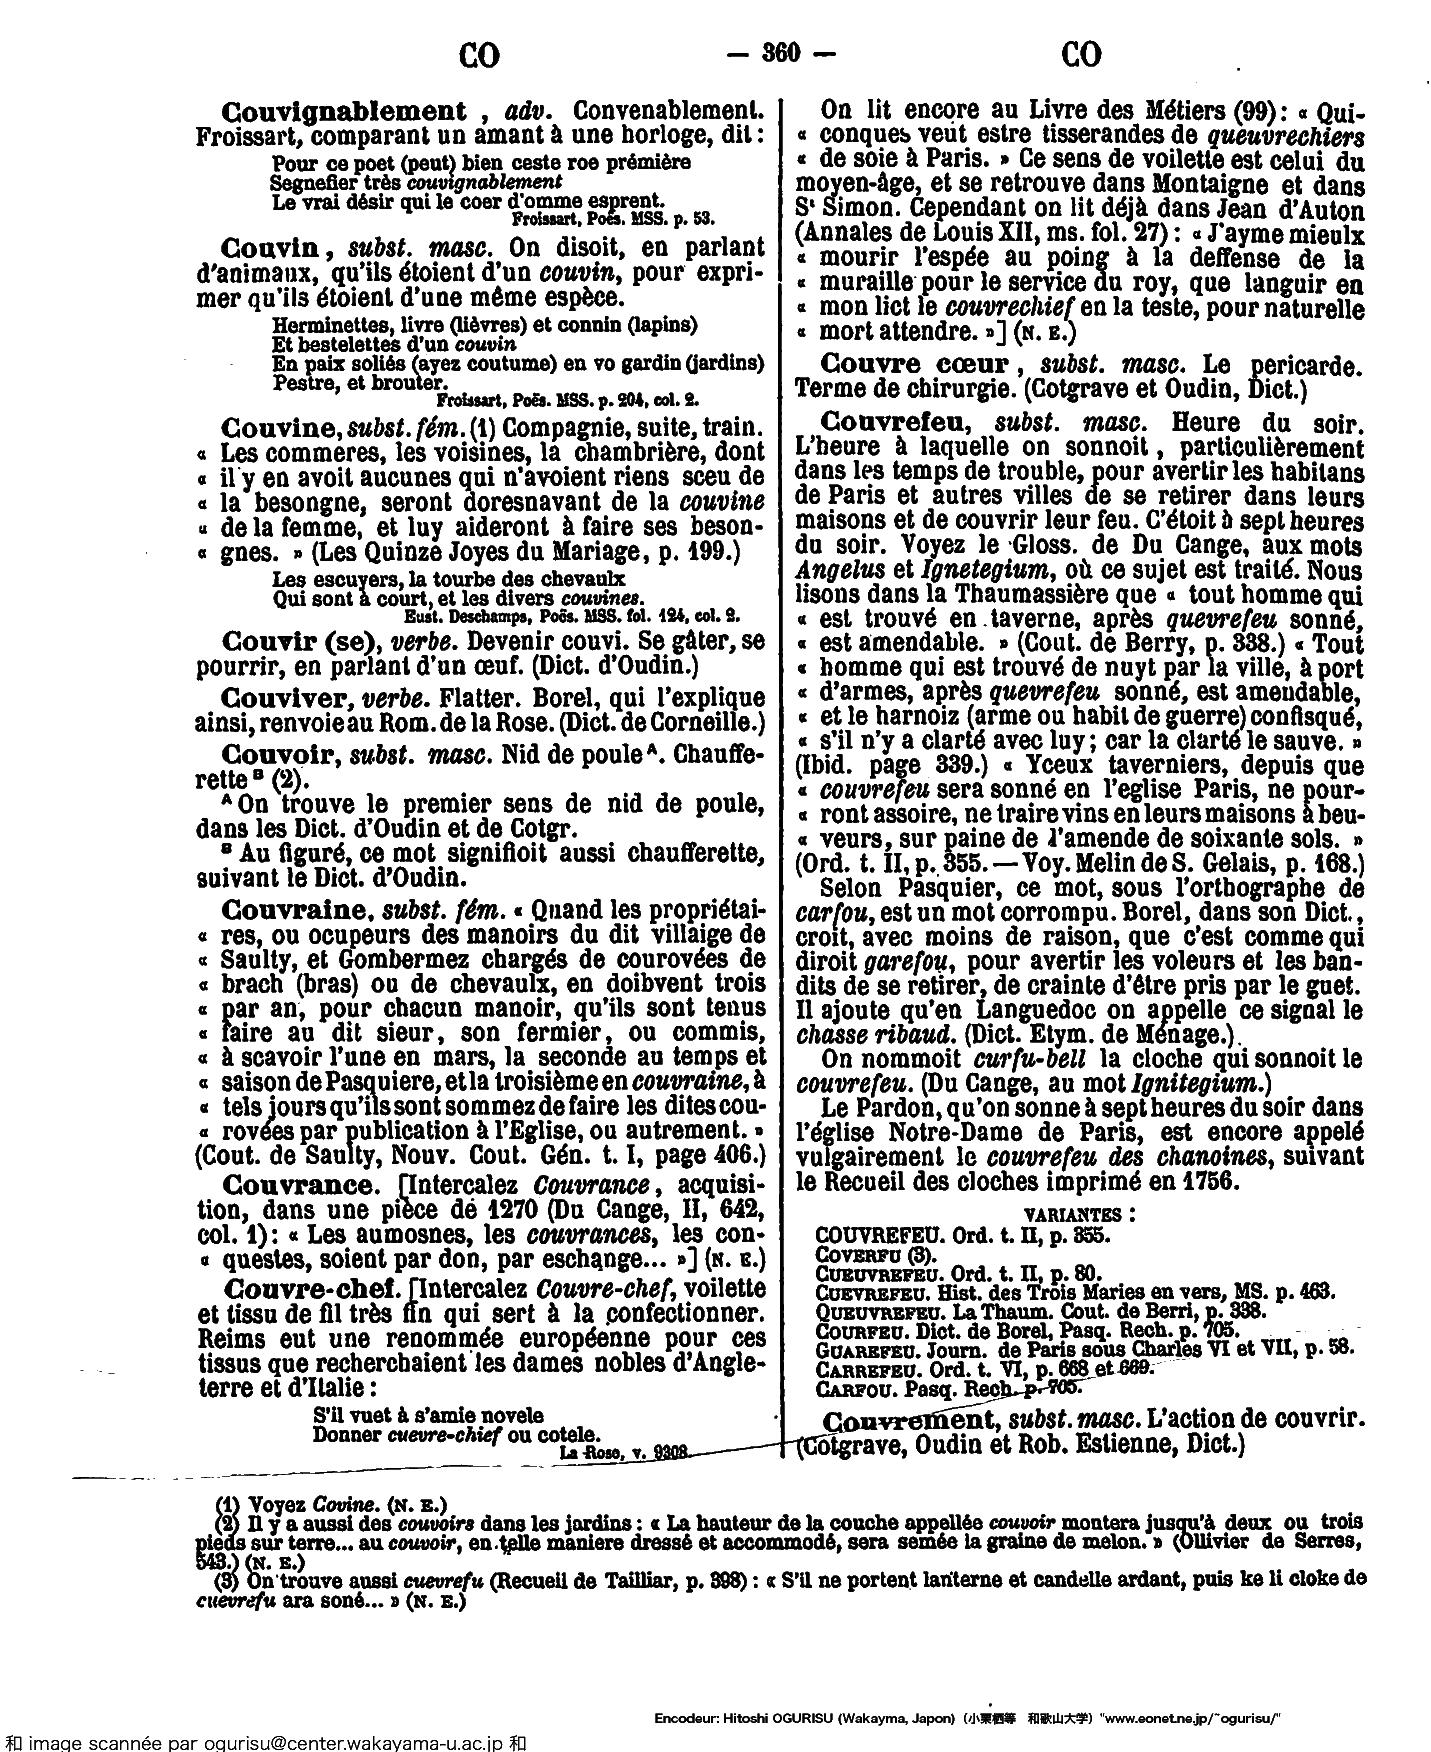 CO — 360 — CO
Couvignablement, adv. Convenablement.
Froissart, comparant un amant à une horloge, dit :
Pour ce poet (peut) bien ceste roe prémière
Segnefier très couvignablement
Le vrai désir qui le coer d'omme esprent.
Froissart, Poës. MSS. p. 53.
Couvin, subst. masc. On disoit, en parlant
d'animaux, qu'ils étoient d'un couvin, pour expri-
mer qu'ils étoient d'une même espèce.
Herminettes, livre (lièvres) et connin (lapins)
Et bestelettes d'un couvin
En paix soliés (ayez coutume) en vo gardin (jardins)
Pestre, et brouter.
Froissart, Poës. MSS. p. 204, col. 2.
Couvine, subst. fém. (1) Compagnie, suite, train.
« Les commeres, les voisines, la chambrière, dont
« il y en avoit aucunes qui n'avoient riens sceu de
« la besongne, seront doresnavant de la couvine
« de la femme, et luy aideront à faire ses beson-
« gnes. » (Les Quinze Joyes du Mariage, p. 199.)
Les escuyers, la tourbe des chevaulx
Qui sont à court, et les divers couvines.
Eust. Deschamps, Poës. MSS. fol. 124, col. 2.
Couvir (se), verbe. Devenir couvi. Se gâter, se
pourrir, en parlant d'un œuf. (Dict. d'Oudin.)
Couviver, verbe. Flatter. Borel, qui l'explique
ainsi, renvoie au Rom. de la Rose. (Dict. de Corneille.)
Couvoir, subst. masc. Nid de poule A. Chauffe-
rette B (2).
A On trouve le premier sens de nid de poule,
dans les Dict. d'Oudin et de Cotgr.
B Au figuré, ce mot signifioit aussi chaufferette,
suivant le Dict. d'Oudin.
Couvraine, subst. fém. « Quand les propriétai-
« res, ou ocupeurs des manoirs du dit villaige de
« Saulty, et Gombermez chargés de courovées de
« brach (bras) ou de chevaulx, en doibvent trois
« par an, pour chacun manoir, qu'ils sont tenus
« faire au dit sieur, son fermier, ou commis,
« à scavoir l'une en mars, la seconde au temps et
« saison de Pasquiere, et la troisième en couvraine, à
« tels jours qu'ils sont sommez de faire les dites cou-
« rovées par publication à l'Eglise, ou autrement. »
(Cout. de Saulty, Nouv. Cout. Gén. t. I, page 406.)
Couvrance. [Intercalez Couvrance, acquisi-
tion, dans une pièce de 1270 (Du Cange, II, 642,
col. 1) : « Les aumosnes, les couvrances, les con-
« questes, soient par don, par eschange... »] (N. E.)
Couvre-chef. [Intercalez Couvre-chef, voilette
et tissu de fil très fin qui sert à la confectionner.
Reims eut une renommée européenne pour ces
tissus que recherchaient les dames nobles d'Angle-
terre et d'Italie :
S'il vuet à s'amie novele
Donner cuevre-chief ou cotele.
La Rose, v. 9308.
On lit encore au Livre des Métiers (99) : « Qui-
« conques veut estre tisserandes de queuvrechiers
« de soie à Paris. » Ce sens de voilette est celui du
moyen-âge, et se retrouve dans Montaigne et dans
St Simon. Cependant on lit déjà dans Jean d'Auton
(Annales de Louis XII, ms. fol. 27) : « J'ayme mieulx
« mourir l'espée au poing à la deffense de la
« muraille pour le service du roy, que languir en
« mon lict le couvrechief en la teste, pour naturelle
« mort attendre. »] (N. E.)
Couvre cœur, subst. masc. Le pericarde.
Terme de chirurgie. (Cotgrave et Oudin, Dict.)
Couvrefeu, subst. masc. Heure du soir.
L'heure à laquelle on sonnoit, particulièrement
dans les temps de trouble, pour avertir les habitans
de Paris et autres villes de se retirer dans leurs
maisons et de couvrir leur feu. C'étoit à sept heures
du soir. Voyez le Gloss. de Du Cange, aux mots
Angelus et Ignetegium, où ce sujet est traité. Nous
lisons dans la Thaumassière que « tout homme qui
« est trouvé en taverne, après quevrefeu sonné,
« est amendable. » (Cout. de Berry, p. 338.) « Tout
« homme qui est trouvé de nuyt par la ville, à port
« d'armes, après quevrefeu sonné, est amendable,
« et le harnoiz (arme ou habit de guerre) confisqué,
« s'il n'y a clarté avec luy ; car la clarté le sauve. »
(Ibid. page 339.) « Yceux taverniers, depuis que
« couvrefeu sera sonné en l'eglise Paris, ne pour-
« ront assoire, ne traire vins en leurs maisons à beu-
« veurs, sur paine de l'amende de soixante sols. »
(Ord. t. II, p. 355. — Voy. Melin de S. Gelais, p. 168.)
Selon Pasquier, ce mot, sous l'orthographe de
carfou, est un mot corrompu. Borel, dans son Dict.,
croit, avec moins de raison, que c'est comme qui
diroit garefou, pour avertir les voleurs et les ban-
dits de se retirer, de crainte d'être pris par le guet.
Il ajoute qu'en Languedoc on appelle ce signal le
chasse ribaud. (Dict. Etym. de Ménage.)
On nommoit curfu-bell la cloche qui sonnoit le
couvrefeu. (Du Cange, au mot Ignitegium.)
Le Pardon, qu'on sonne à sept heures du soir dans
l'église Notre-Dame de Paris, est encore appelé
vulgairement le couvrefeu des chanoines, suivant
le Recueil des cloches imprimé en 1756.
VARIANTES :
COUVREFEU. Ord. t. II, p. 355.
COVERFU (3).
CUEUVREFEU. Ord. t. II, p. 80.
CUEVREFEU. Hist. des Trois Maries en vers, MS. p. 463.
QUEUVREFEU. La Thaum. Cout. de Berri, p. 338.
COURFEU. Dict. de Borel, Pasq. Rech. p. 705.
GUAREFEU. Journ. de Paris sous Charles VI et VII, p. 58.
CARREFEU. Ord. t. VI, p. 668 et 669.
CARFOU. Pasq. Rech. p. 705.
Couvrement, subst. masc. L'action de couvrir.
(Cotgrave, Oudin et Rob. Estienne, Dict.)
(1) Voyez Covine. (N. E.)
(2) Il y a aussi des couvoirs dans les jardins : « La hauteur de la couche appellée couvoir montera jusqu'à deux ou trois
pieds sur terre... au couvoir, en telle maniere dressé et accommodé, sera semée la graine de melon. » (Ollivier de Serres,
543.) (N. E.)
(3) On trouve aussi cuevrefu (Recueil de Tailliar, p. 398) : « S'il ne portent lanterne et candelle ardant, puis ke li cloke de
cuevrefu ara soné... » (N. E.)
Encodeur: Hitoshi OGURISU (Wakayma, Japon) (小栗栖等 和歌山大学) "www.eonet.ne.jp/~ogurisu/"
和 image scannée par ogurisu@center.wakayama-u.ac.jp 和